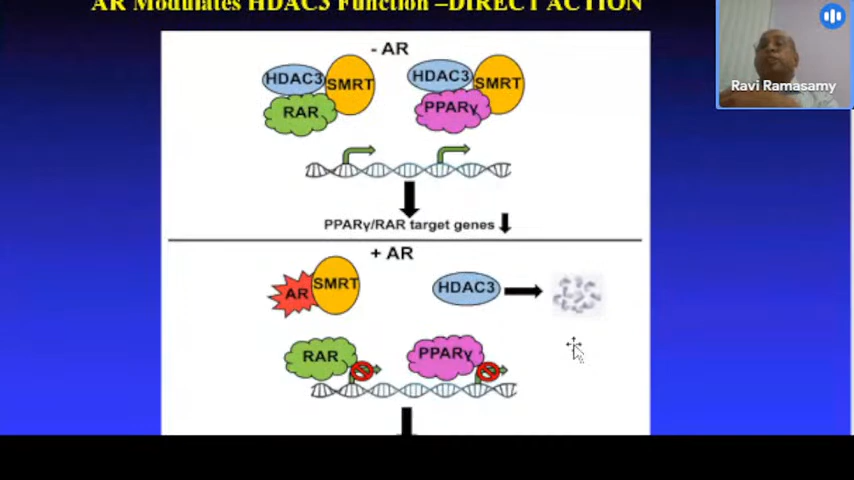 AR Modulates HDAC3 Function –DIRECT ACTION
Ravi Ramasamy
- AR
HDAC3 SMRT HDAC3 SMRT
RAR PPARγ
PPARγ/RAR target genes
+ AR
AR SMRT HDAC3
RAR PPARγ